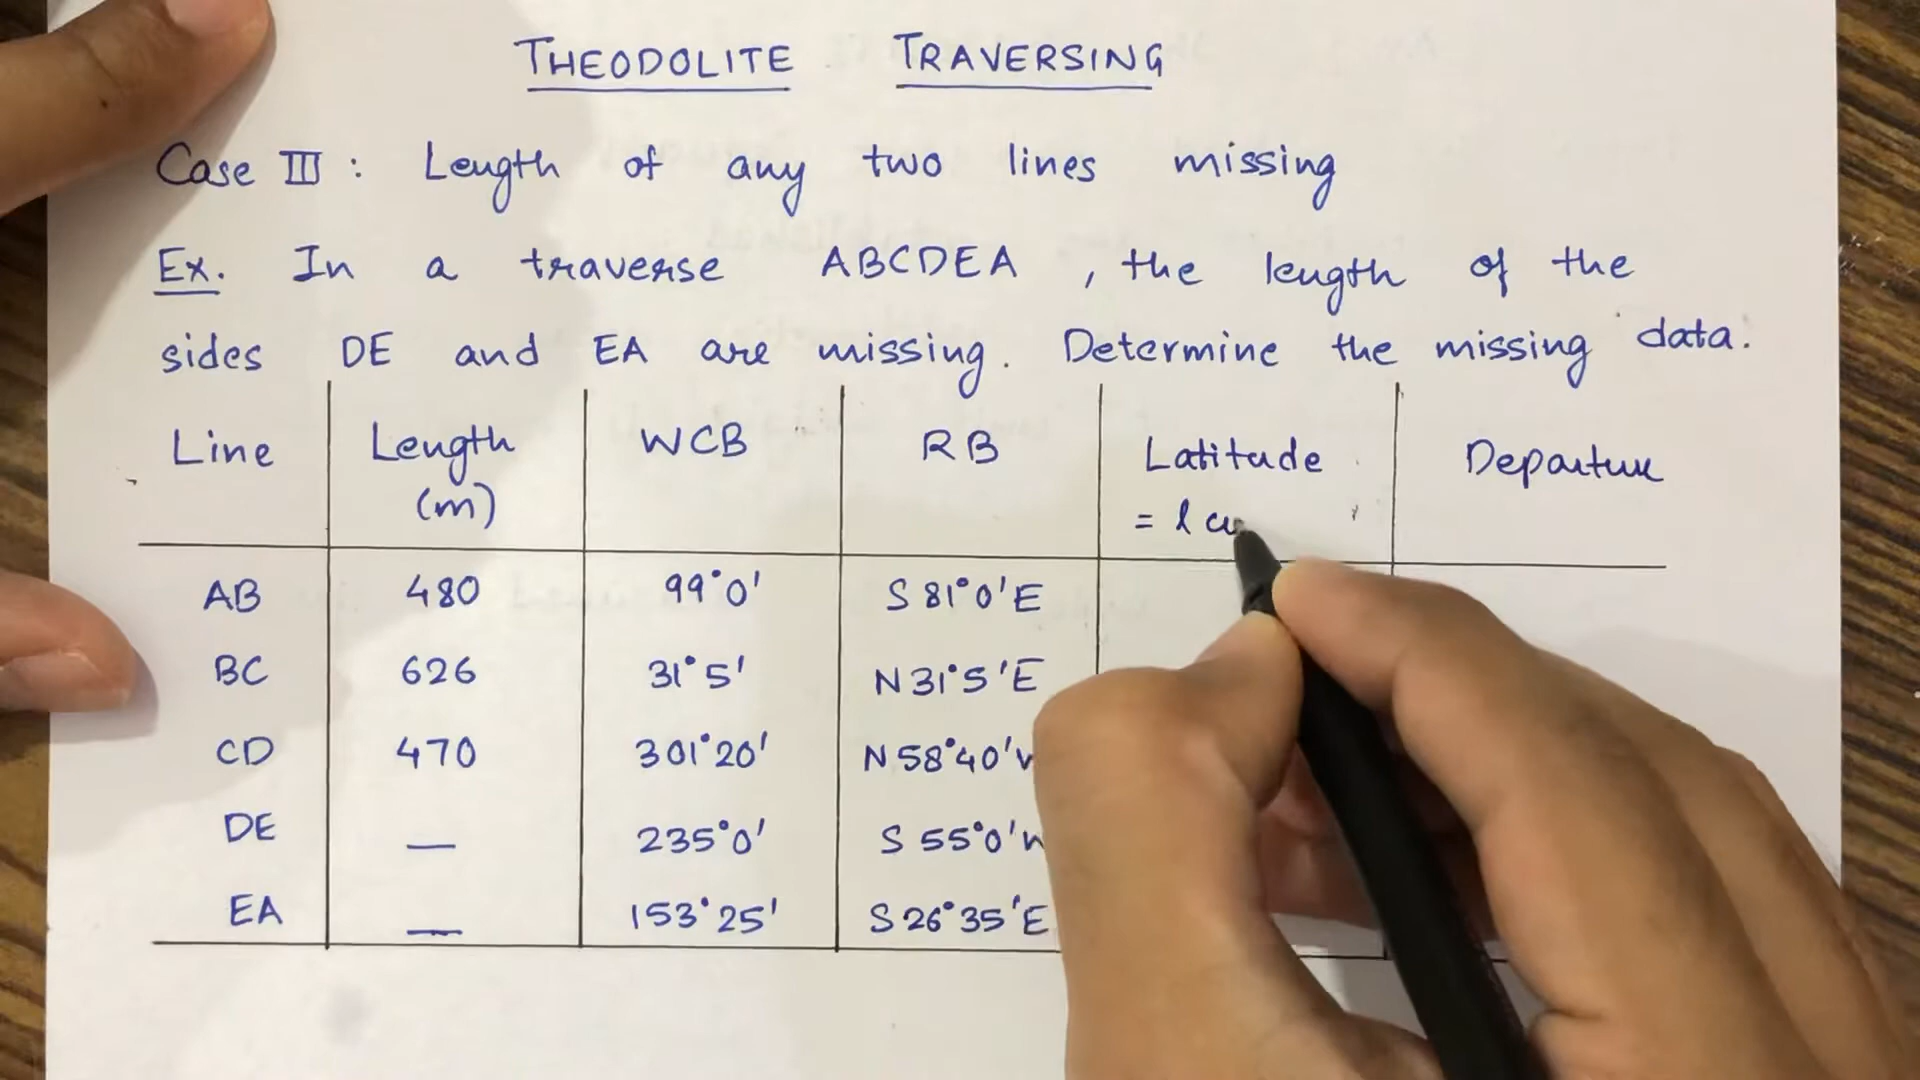 THEODOLITE TRAVERSING
Case III : Length of any two lines missing
Ex. In a traverse ABCDEA , the length of the
sides DE and EA are missing. Determine the missing data.
Line Length (m) WCB RB Latitude = l Departure
AB 480 99°0' S 81°0'E
BC 626 31°5' N 31°5'E
CD 470 301°20' N 58°40'
DE — 235°0' S 55°0'
EA — 153°25' S 26°35'E